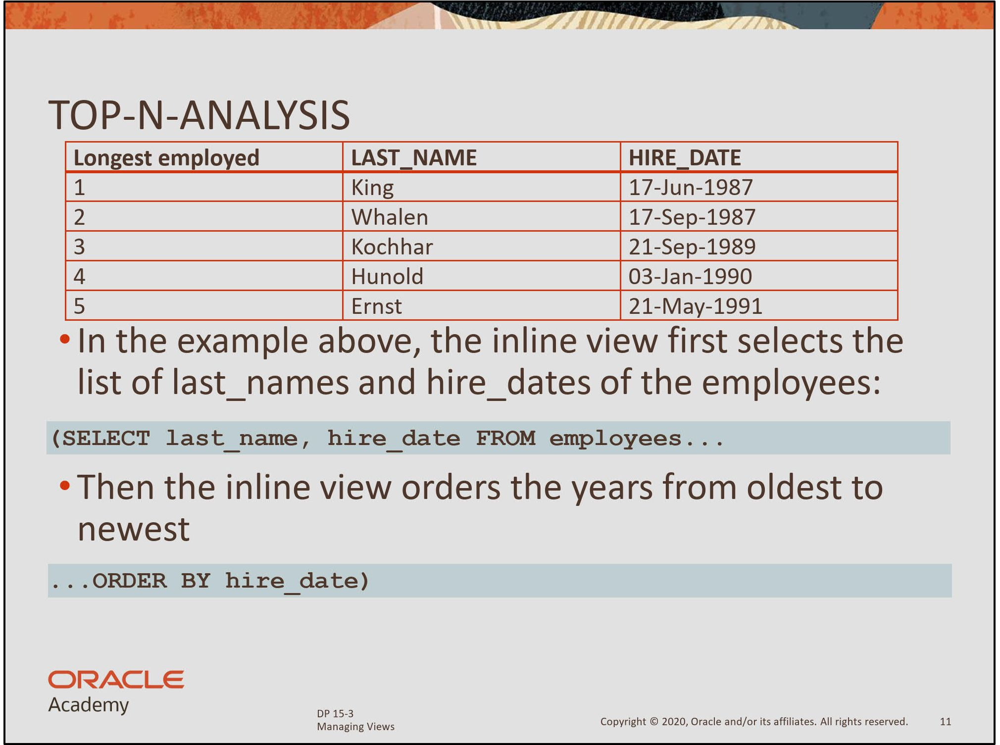 TOP-N-ANALYSIS
Longest employed LAST_NAME HIRE_DATE
1 King 17-Jun-1987
2 Whalen 17-Sep-1987
3 Kochhar 21-Sep-1989
4 Hunold 03-Jan-1990
5 Ernst 21-May-1991
• In the example above, the inline view first selects the
list of last_names and hire_dates of the employees:
(SELECT last_name, hire_date FROM employees...
• Then the inline view orders the years from oldest to
newest
...ORDER BY hire_date)
ORACLE
Academy
DP 15-3
Managing Views
Copyright © 2020, Oracle and/or its affiliates. All rights reserved. 11